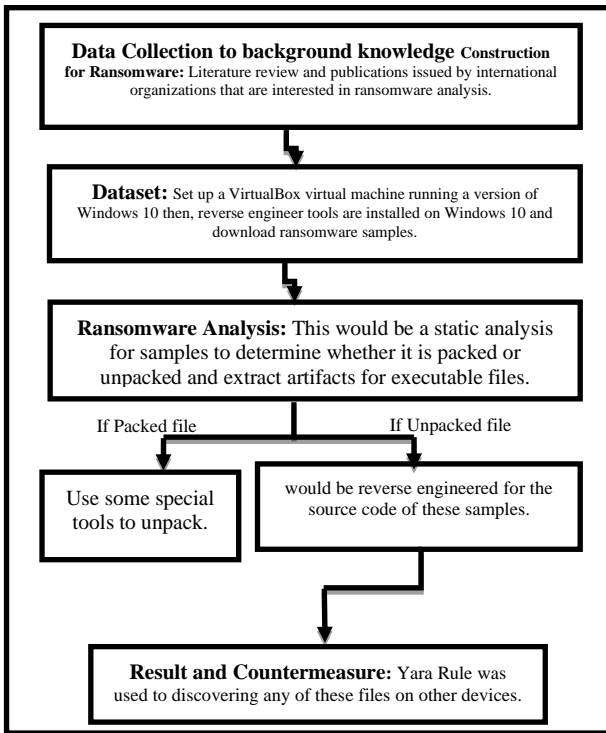 Data Collection to background knowledge Construction
for Ransomware: Literature review and publications issued by international
organizations that are interested in ransomware analysis.
Dataset: Set up a VirtualBox virtual machine running a version of
Windows 10 then, reverse engineer tools are installed on Windows 10 and
download ransomware samples.
Ransomware Analysis: This would be a static analysis
for samples to determine whether it is packed or
unpacked and extract artifacts for executable files.
If Packed file
If Unpacked file
Use some special
tools to unpack.
would be reverse engineered for the
source code of these samples.
Result and Countermeasure: Yara Rule was
used to discovering any of these files on other devices.